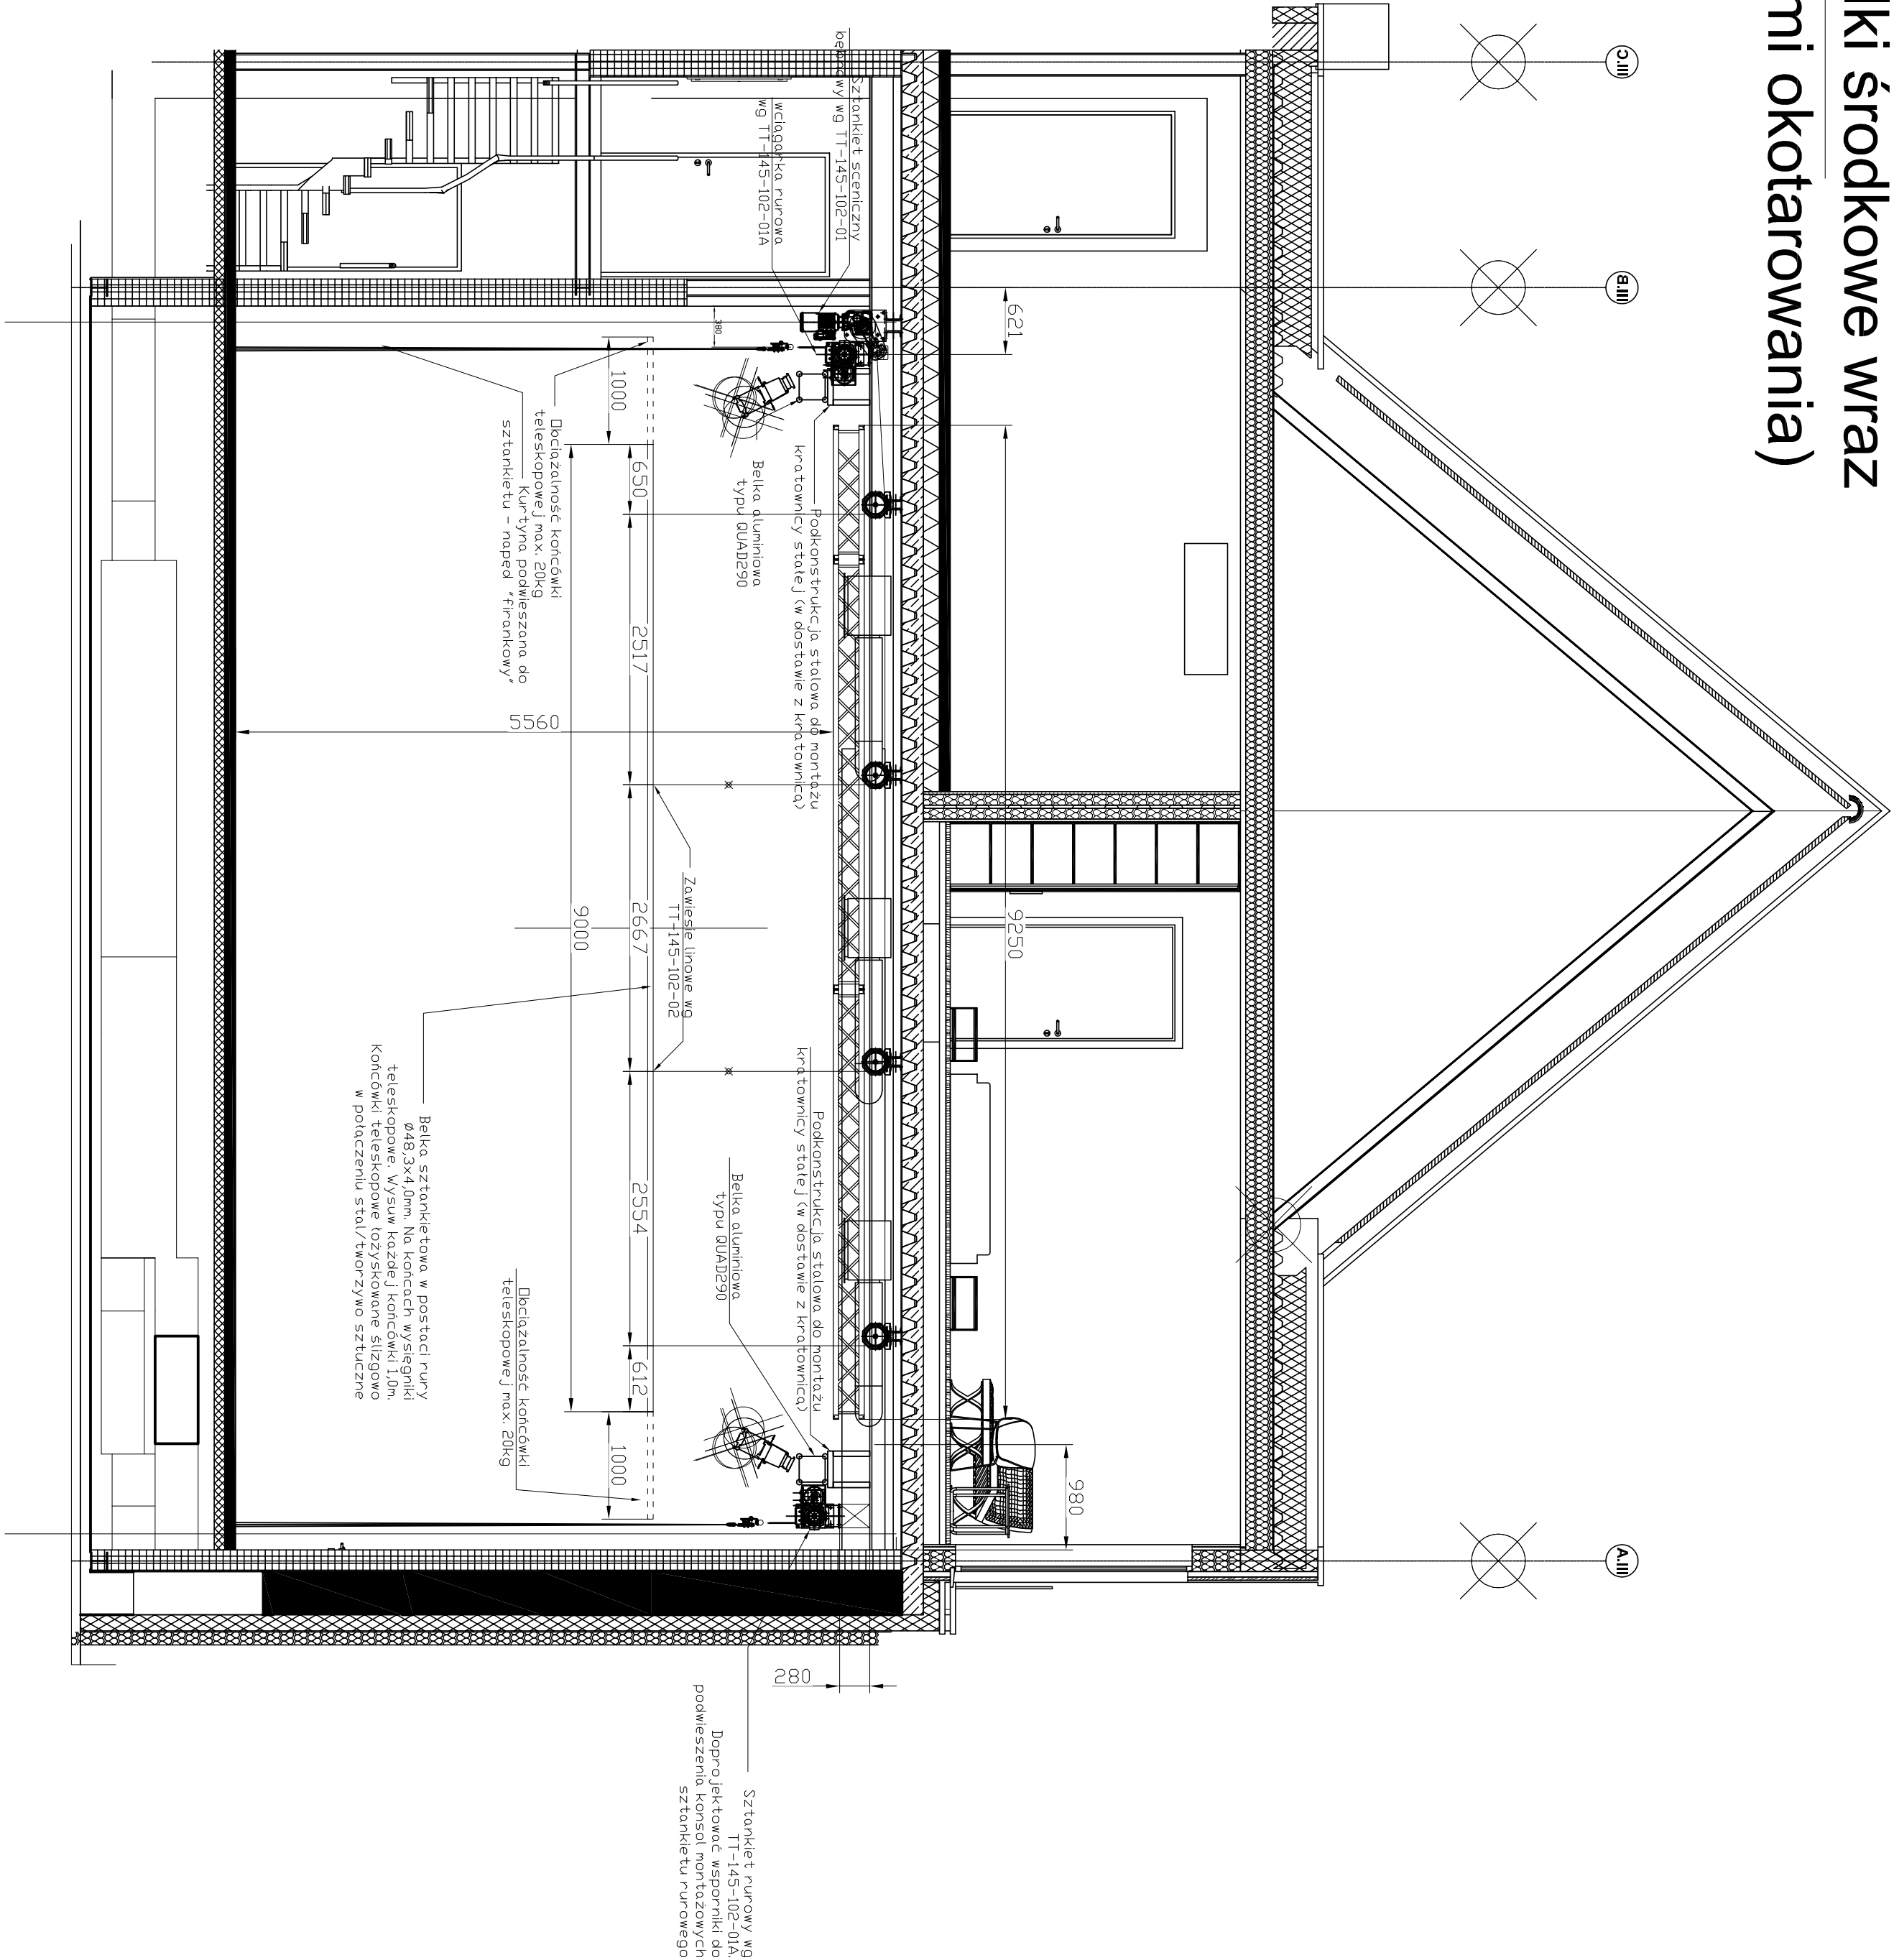 łki środkowe wraz
mi okotarowania)
III.C
III.B
A.III
Sztankiet sceniczny
bębnowy wg TT-145-102-01
wciągarka rurowa
wg TT-145-102-01A
621
380
1000
650
2517
2667
2554
612
1000
9000
9250
980
5560
280
Obciążalność końcówki
teleskopowej max. 20kg
Kurtyna podwieszana do
sztankietu - napęd "firankowy"
Belka aluminiowa
typu QUAD290
Podkonstrukcja stalowa do montażu
kratownicy stałej (w dostawie z kratownicą)
Zawiesie linowe wg
TT-145-102-02
Belka sztankietowa w postaci rury
Ø48,3x4,0mm. Na końcach wysięgniki
teleskopowe. Wysuw każdej końcówki 1,0m.
Końcówki teleskopowe łożyskowane ślizgowo
w połączeniu stal/tworzywo sztuczne
Podkonstrukcja stalowa do montażu
kratownicy stałej (w dostawie z kratownicą)
Belka aluminiowa
typu QUAD290
Obciążalność końcówki
teleskopowej max. 20kg
Sztankiet rurowy wg
TT-145-102-01A.
Doprojektować wsporniki do
podwieszenia konsol montażowych
sztankietu rurowego